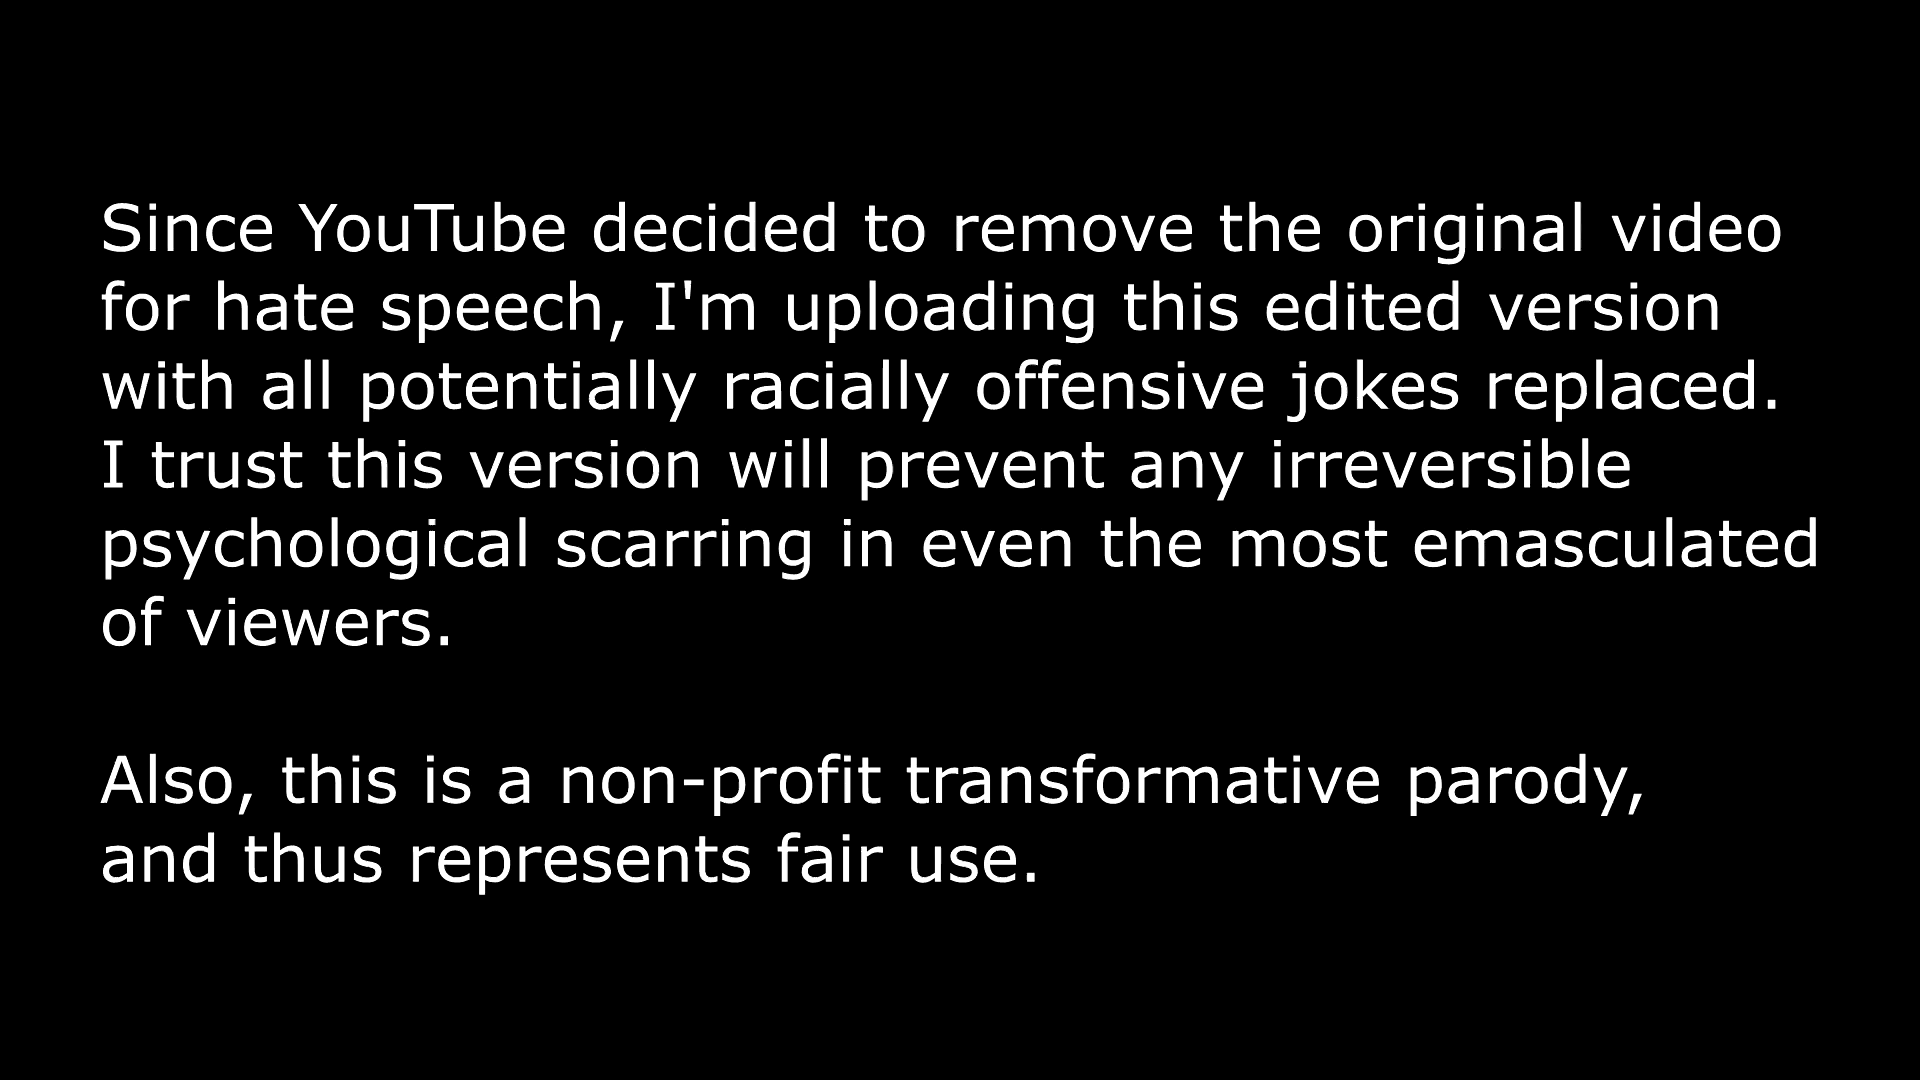 Since YouTube decided to remove the original video
for hate speech, I'm uploading this edited version
with all potentially racially offensive jokes replaced.
I trust this version will prevent any irreversible
psychological scarring in even the most emasculated
of viewers.
Also, this is a non-profit transformative parody,
and thus represents fair use.